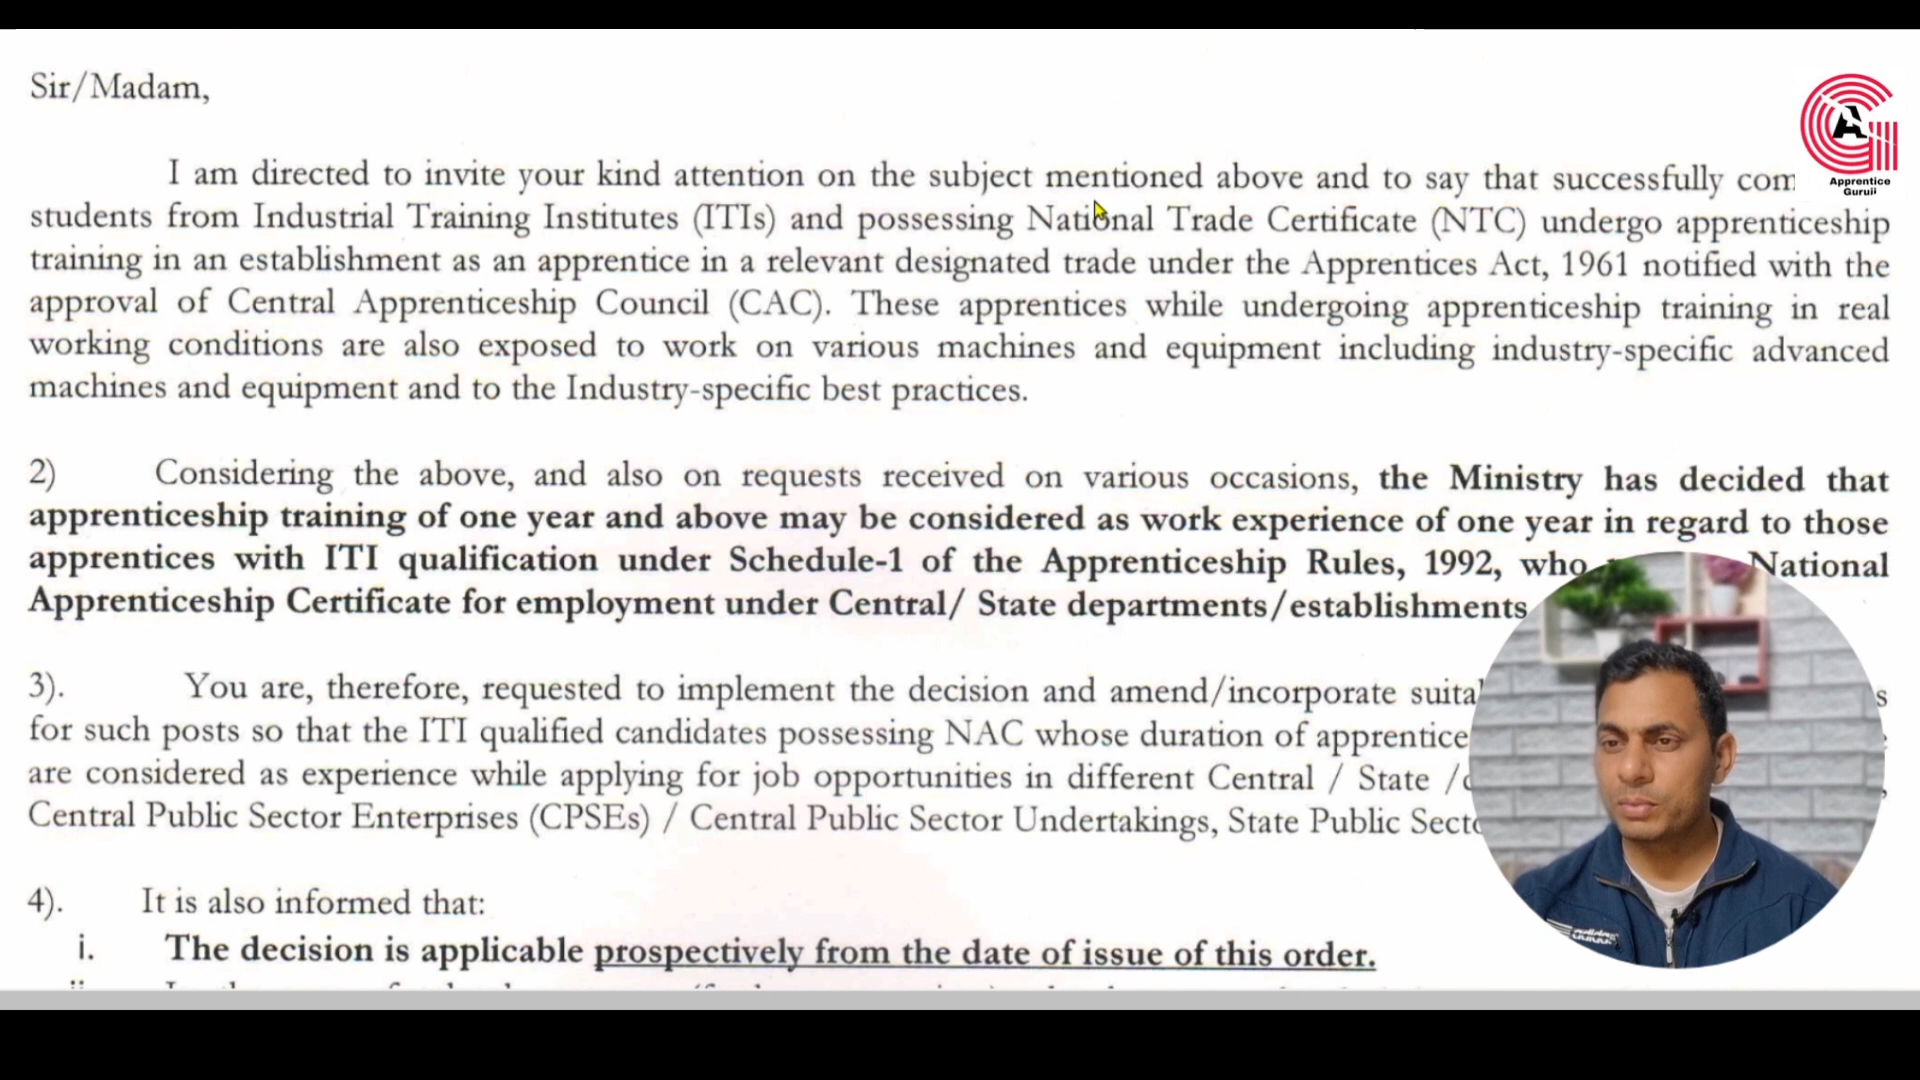 Sir/Madam,
I am directed to invite your kind attention on the subject mentioned above and to say that successfully
students from Industrial Training Institutes (ITIs) and possessing National Trade Certificate (NTC) undergo apprenticeship
training in an establishment as an apprentice in a relevant designated trade under the Apprentices Act, 1961 notified with the
approval of Central Apprenticeship Council (CAC). These apprentices while undergoing apprenticeship training in real
working conditions are also exposed to work on various machines and equipment including industry-specific advanced
machines and equipment and to the Industry-specific best practices.
2) Considering the above, and also on requests received on various occasions, the Ministry has decided that
apprenticeship training of one year and above may be considered as work experience of one year in regard to those
apprentices with ITI qualification under Schedule-1 of the Apprenticeship Rules, 1992, who National
Apprenticeship Certificate for employment under Central/ State departments/establishments
3). You are, therefore, requested to implement the decision and amend/incorporate
for such posts so that the ITI qualified candidates possessing NAC whose duration of
are considered as experience while applying for job opportunities in different Central / State /
Central Public Sector Enterprises (CPSEs) / Central Public Sector Undertakings, State Public
4). It is also informed that:
i. The decision is applicable prospectively from the date of issue of this order.
A
Apprentice
Guruji